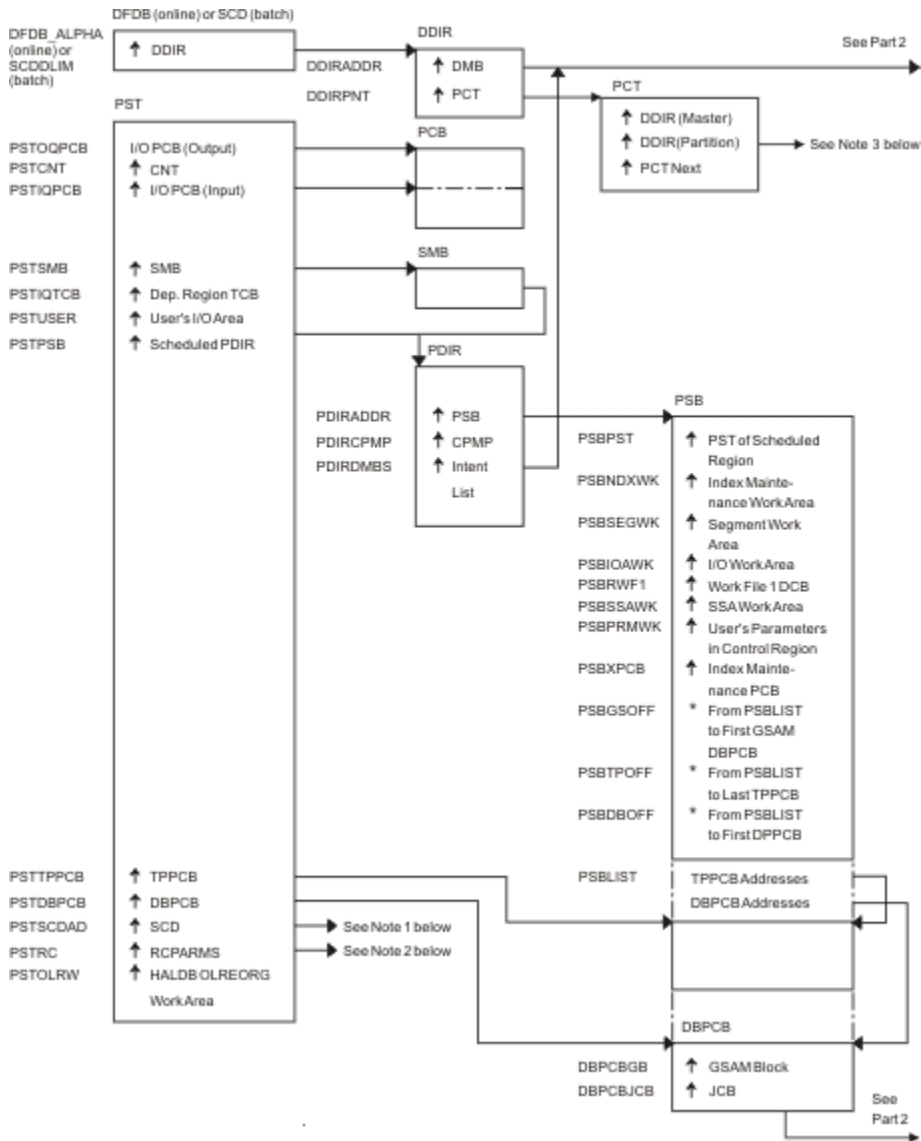 DFDB (online) or SCD (batch)
DFDB_ALPHA
(online) or
SCDDLIM
(batch)
↑ DDIR
DDIR
DDIRADDR
↑ DMB
DDIRPNT
↑ PCT
See Part 2
PCT
↑ DDIR (Master)
↑ DDIR (Partition)
↑ PCT Next
See Note 3 below
PST
PSTOQPCB
I/O PCB (Output)
PSTCNT
↑ CNT
PSTIQPCB
↑ I/O PCB (Input)
PCB
PSTSMB
↑ SMB
SMB
PSTIQTCB
↑ Dep. Region TCB
PSTUSER
↑ User's I/O Area
PSTPSB
↑ Scheduled PDIR
PDIR
PDIRADDR
↑ PSB
PDIRCPMP
↑ CPMP
PDIRDMBS
↑ Intent
List
PSB
PSBPST
↑ PST of Scheduled
Region
PSBNDXWK
↑ Index Mainte-
nance Work Area
PSBSEGWK
↑ Segment Work
Area
PSBIOAWK
↑ I/O Work Area
PSBRWF1
↑ Work File 1 DCB
PSBSSAWK
↑ SSA Work Area
PSBPRMWK
↑ User's Parameters
in Control Region
PSBXPCB
↑ Index Mainte-
nance PCB
PSBGSOFF
* From PSBLIST
to First GSAM
DBPCB
PSBTPOFF
* From PSBLIST
to Last TPPCB
PSBDBOFF
* From PSBLIST
to First DPPCB
PSTTPPCB
↑ TPPCB
PSTDBPCB
↑ DBPCB
PSTSCDAD
↑ SCD
See Note 1 below
PSTRC
↑ RCPARMS
See Note 2 below
PSTOLRW
↑ HALDB OLREORG
Work Area
PSBLIST
TPPCB Addresses
DBPCB Addresses
DBPCB
DBPCBGB
↑ GSAM Block
DBPCBJCB
↑ JCB
See
Part 2